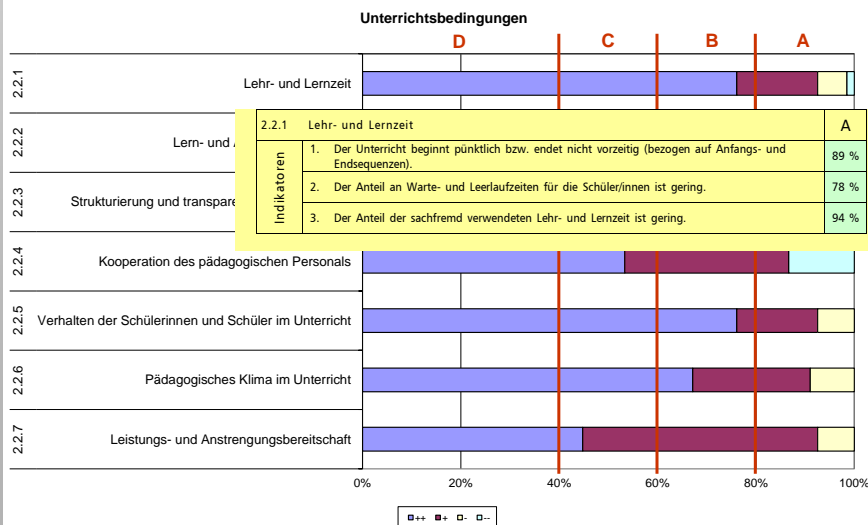 Unterrichtsbedingungen
D C B A
2.2.1 Lehr- und Lernzeit
2.2.1 Lehr- und Lernzeit A
Indikatoren
1. Der Unterricht beginnt pünktlich bzw. endet nicht vorzeitig (bezogen auf Anfangs- und
Endsequenzen). 89 %
2. Der Anteil an Warte- und Leerlaufzeiten für die Schüler/innen ist gering. 78 %
3. Der Anteil der sachfremd verwendeten Lehr- und Lernzeit ist gering. 94 %
2.2.2 Lern- und
2.2.3 Strukturierung und
2.2.4 Kooperation des pädagogischen Personals
2.2.5 Verhalten der Schülerinnen und Schüler im Unterricht
2.2.6 Pädagogisches Klima im Unterricht
2.2.7 Leistungs- und Anstrengungsbereitschaft
0% 20% 40% 60% 80% 100%
++ + - --